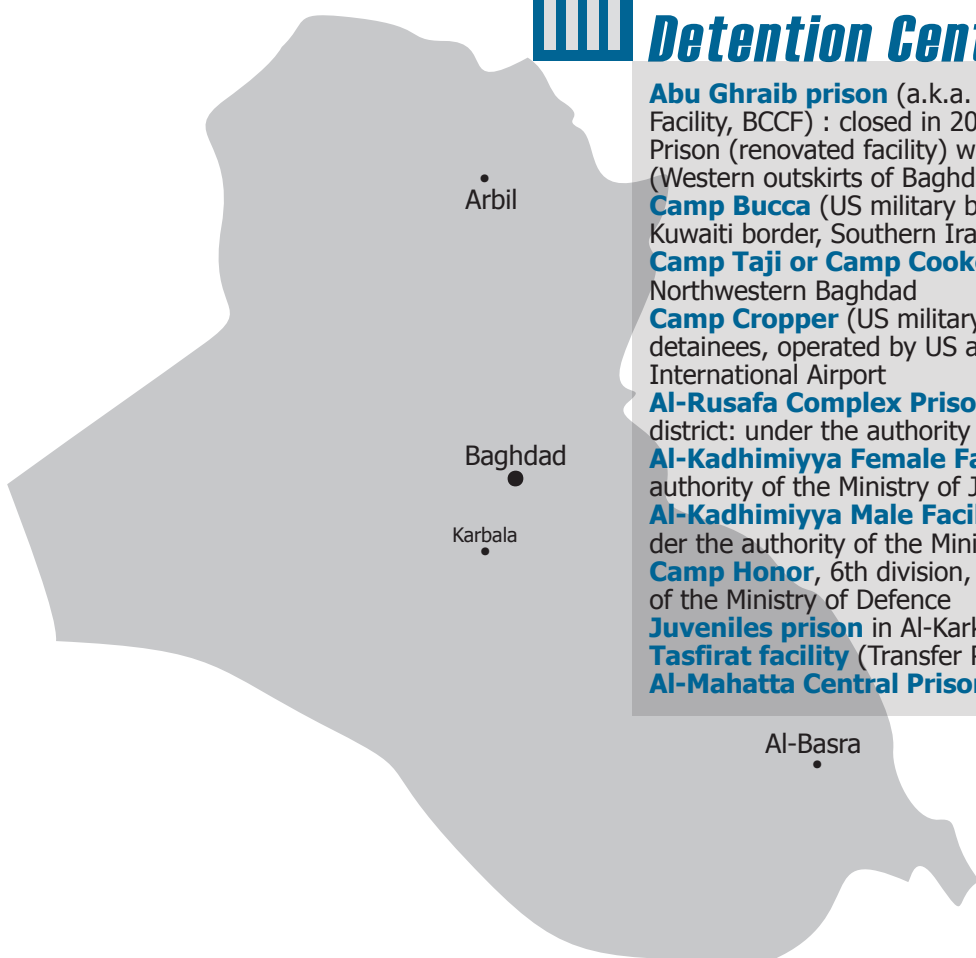 Detention Cent
Abu Ghraib prison (a.k.a.
Facility, BCCF) : closed in 20
Prison (renovated facility) w
(Western outskirts of Baghd
Camp Bucca (US military b
Kuwaiti border, Southern Ira
Camp Taji or Camp Cook
Northwestern Baghdad
Camp Cropper (US military
detainees, operated by US a
International Airport
Al-Rusafa Complex Priso
district: under the authority
Al-Kadhimiyya Female Fa
authority of the Ministry of J
Al-Kadhimiyya Male Facil
der the authority of the Mini
Camp Honor, 6th division,
of the Ministry of Defence
Juveniles prison in Al-Kark
Tasfirat facility (Transfer P
Al-Mahatta Central Prison
Arbil
Baghdad
Karbala
Al-Basra